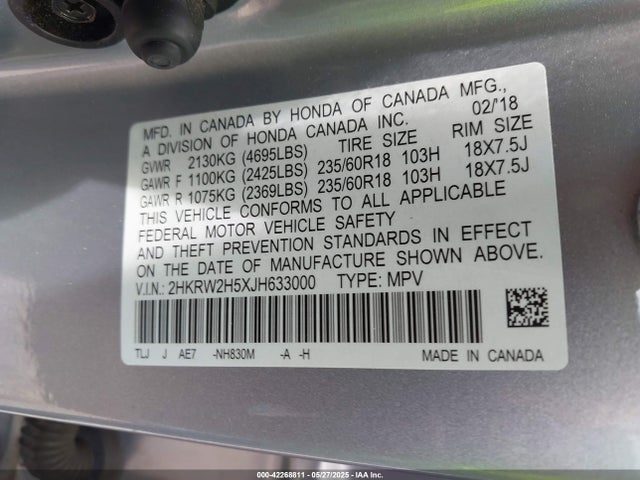 MFD. IN CANADA BY HONDA OF CANADA MFG.,
A DIVISION OF HONDA CANADA INC. 02/'18
GVWR 2130KG (4695LBS) TIRE SIZE RIM SIZE
GAWR F 1100KG (2425LBS) 235/60R18 103H 18X7.5J
GAWR R 1075KG (2369LBS) 235/60R18 103H 18X7.5J
THIS VEHICLE CONFORMS TO ALL APPLICABLE
FEDERAL MOTOR VEHICLE SAFETY
AND THEFT PREVENTION STANDARDS IN EFFECT
ON THE DATE OF MANUFACTURE SHOWN ABOVE.
V.I.N.: 2HKRW2H5XJH633000 TYPE: MPV
TLJ J AE7 -NH830M -A -H MADE IN CANADA
000-42268811 - 05/27/2025 - IAA Inc.